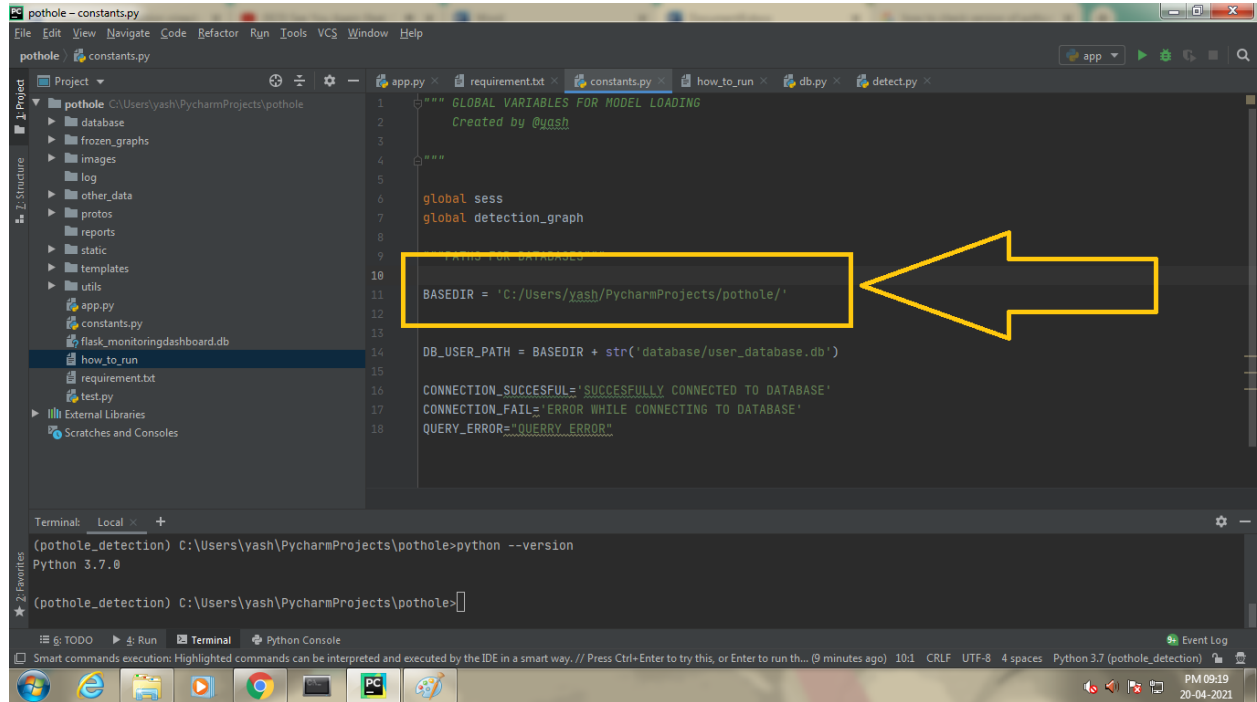 pothole – constants.py
File Edit View Navigate Code Refactor Run Tools VCS Window Help
pothole constants.py app
1: Project
Project
app.py requirement.txt constants.py how_to_run db.py detect.py
pothole C:\Users\yash\PycharmProjects\pothole
database
frozen_graphs
images
log
other_data
protos
reports
static
templates
utils
app.py
constants.py
flask_monitoringdashboard.db
how_to_run
requirement.txt
test.py
External Libraries
Scratches and Consoles
Z: Structure
1 """ GLOBAL VARIABLES FOR MODEL LOADING
2 Created by @yash
3
4 """
5
6 global sess
7 global detection_graph
8
9 """PATHS FOR DATABASES"""
10
11 BASEDIR = 'C:/Users/yash/PycharmProjects/pothole/'
12
13
14 DB_USER_PATH = BASEDIR + str('database/user_database.db')
15
16 CONNECTION_SUCCESFUL='SUCCESFULLY CONNECTED TO DATABASE'
17 CONNECTION_FAIL='ERROR WHILE CONNECTING TO DATABASE'
18 QUERY_ERROR="QUERRY ERROR"
Terminal: Local +
(pothole_detection) C:\Users\yash\PycharmProjects\pothole>python --version
Python 3.7.0
(pothole_detection) C:\Users\yash\PycharmProjects\pothole>
2: Favorites
6: TODO 4: Run Terminal Python Console Event Log
Smart commands execution: Highlighted commands can be interpreted and executed by the IDE in a smart way. // Press Ctrl+Enter to try this, or Enter to run th... (9 minutes ago) 10:1 CRLF UTF-8 4 spaces Python 3.7 (pothole_detection)
PM 09:19
20-04-2021